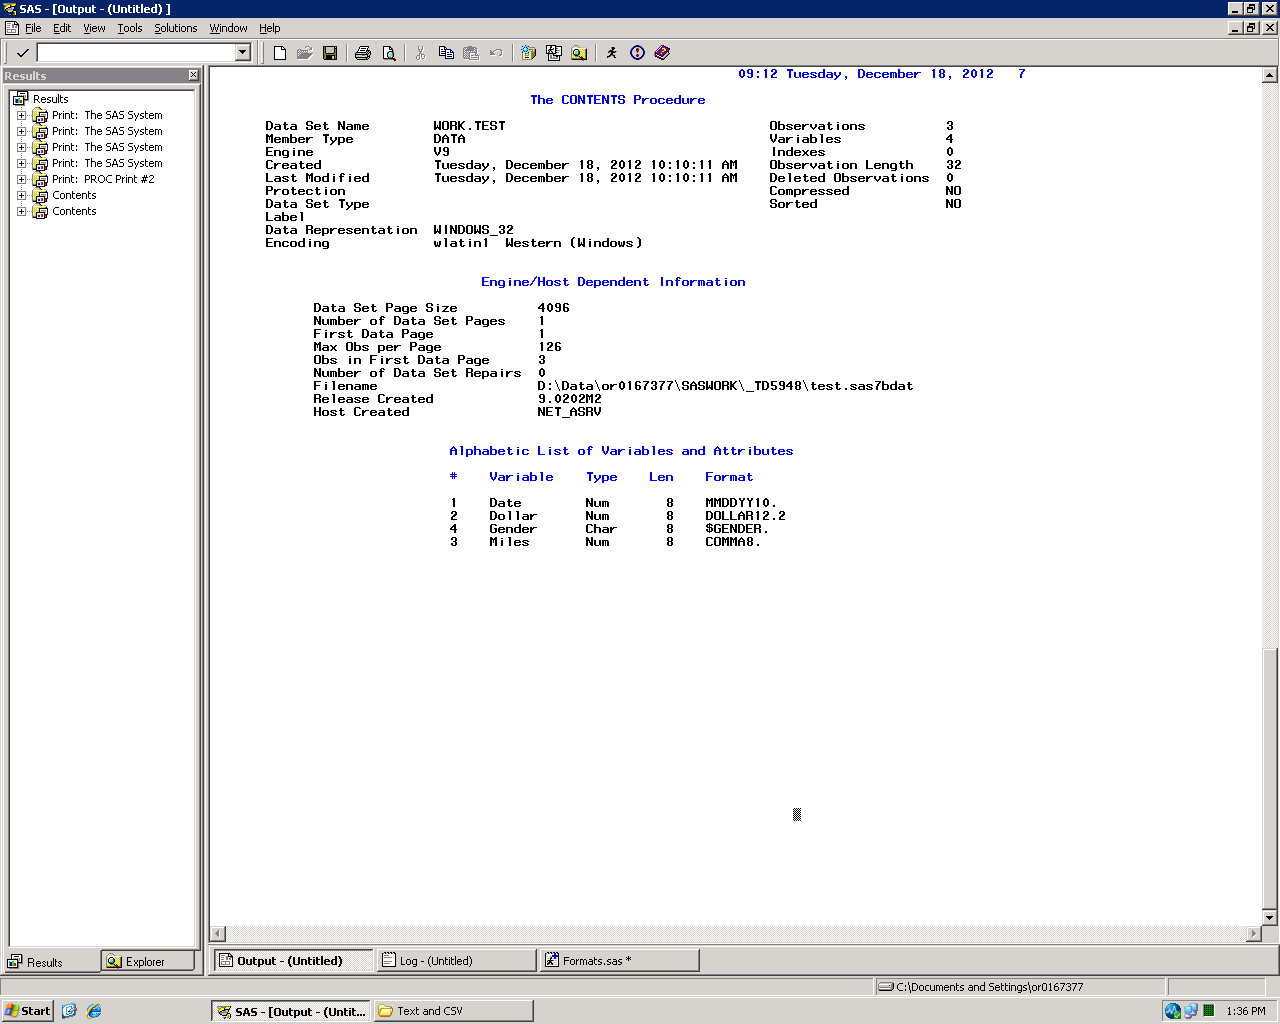 SAS - [Output - (Untitled) ]
File Edit View Tools Solutions Window Help
Results
Results
Print: The SAS System
Print: The SAS System
Print: The SAS System
Print: The SAS System
Print: PROC Print #2
Contents
Contents
Results Explorer
09:12 Tuesday, December 18, 2012 7
The CONTENTS Procedure
Data Set Name WORK.TEST Observations 3
Member Type DATA Variables 4
Engine V9 Indexes 0
Created Tuesday, December 18, 2012 10:10:11 AM Observation Length 32
Last Modified Tuesday, December 18, 2012 10:10:11 AM Deleted Observations 0
Protection Compressed NO
Data Set Type Sorted NO
Label
Data Representation WINDOWS_32
Encoding wlatin1 Western (Windows)
Engine/Host Dependent Information
Data Set Page Size 4096
Number of Data Set Pages 1
First Data Page 1
Max Obs per Page 126
Obs in First Data Page 3
Number of Data Set Repairs 0
Filename D:\Data\or0167377\SASWORK\_TD5948\test.sas7bdat
Release Created 9.0202M2
Host Created NET_ASRV
Alphabetic List of Variables and Attributes
# Variable Type Len Format
1 Date Num 8 MMDDYY10.
2 Dollar Num 8 DOLLAR12.2
4 Gender Char 8 $GENDER.
3 Miles Num 8 COMMA8.
Output - (Untitled) Log - (Untitled) Formats.sas *
C:\Documents and Settings\or0167377
Start SAS - [Output - (Untit... Text and CSV 1:36 PM